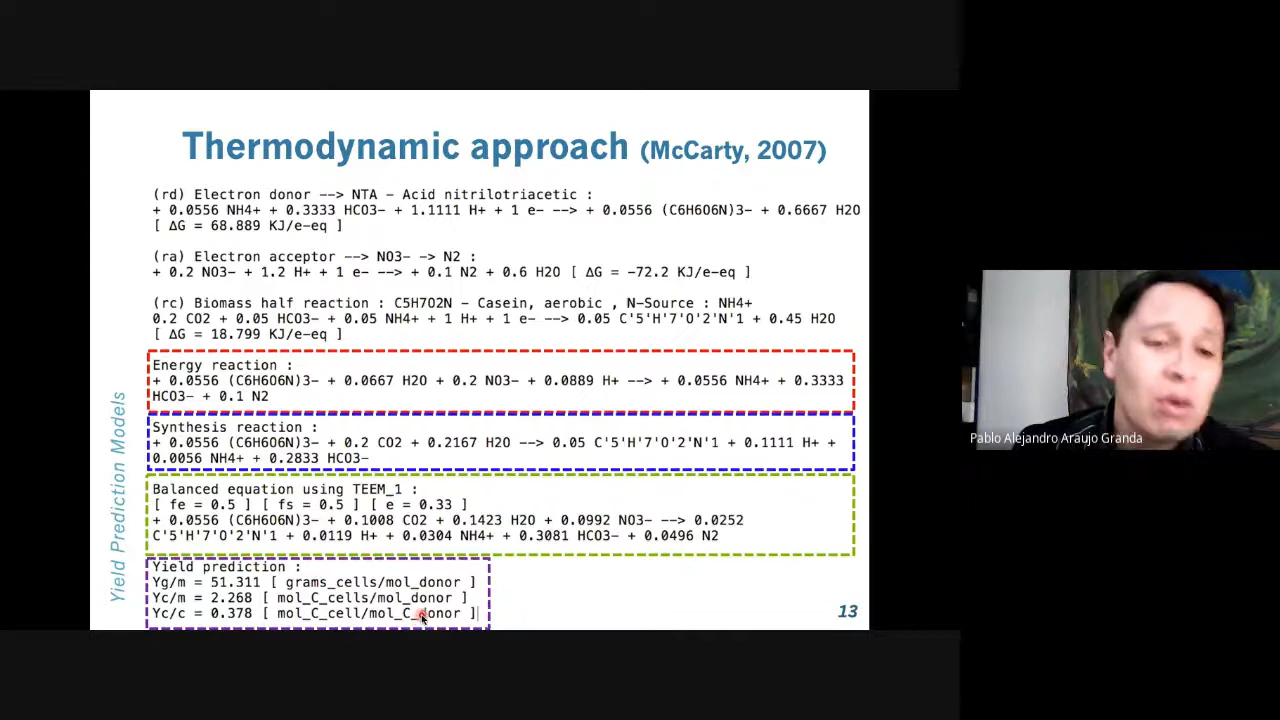 Thermodynamic approach (McCarty, 2007)
(rd) Electron donor --> NTA - Acid nitrilotriacetic :
+ 0.0556 NH4+ + 0.3333 HCO3- + 1.1111 H+ + 1 e- --> + 0.0556 (C6H6O6N)3- + 0.6667 H2O
[ ΔG = 68.889 KJ/e-eq ]
(ra) Electron acceptor --> NO3- -> N2 :
+ 0.2 NO3- + 1.2 H+ + 1 e- --> + 0.1 N2 + 0.6 H2O [ ΔG = -72.2 KJ/e-eq ]
(rc) Biomass half reaction : C5H7O2N - Casein, aerobic , N-Source : NH4+
0.2 CO2 + 0.05 HCO3- + 0.05 NH4+ + 1 H+ + 1 e- --> 0.05 C'5'H'7'O'2'N'1 + 0.45 H2O
[ ΔG = 18.799 KJ/e-eq ]
Energy reaction :
+ 0.0556 (C6H6O6N)3- + 0.0667 H2O + 0.2 NO3- + 0.0889 H+ --> + 0.0556 NH4+ + 0.3333
HCO3- + 0.1 N2
Synthesis reaction :
+ 0.0556 (C6H6O6N)3- + 0.2 CO2 + 0.2167 H2O --> 0.05 C'5'H'7'O'2'N'1 + 0.1111 H+ +
0.0056 NH4+ + 0.2833 HCO3-
Balanced equation using TEEM_1 :
[ fe = 0.5 ] [ fs = 0.5 ] [ e = 0.33 ]
+ 0.0556 (C6H6O6N)3- + 0.1008 CO2 + 0.1423 H2O + 0.0992 NO3- --> 0.0252
C'5'H'7'O'2'N'1 + 0.0119 H+ + 0.0304 NH4+ + 0.3081 HCO3- + 0.0496 N2
Yield prediction :
Yg/m = 51.311 [ grams_cells/mol_donor ]
Yc/m = 2.268 [ mol_C_cells/mol_donor ]
Yc/c = 0.378 [ mol_C_cell/mol_C_donor ]
Yield Prediction Models
13
Pablo Alejandro Araujo Granda